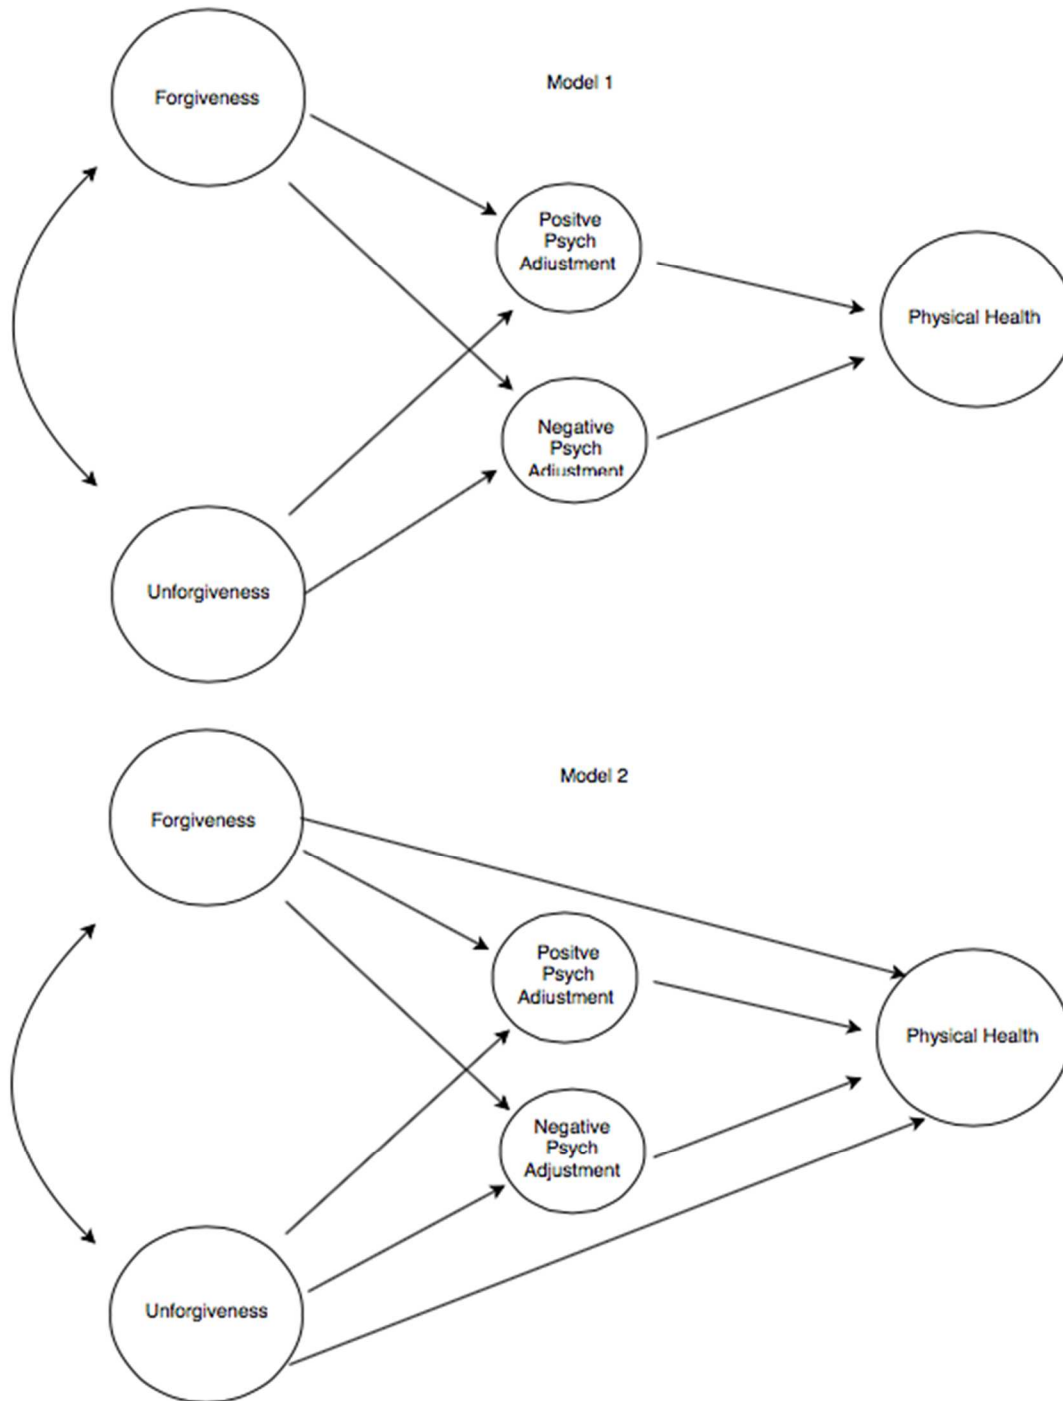 Model 1
Forgiveness
Positve
Psych
Adjustment
Physical Health
Negative
Psych
Adjustment
Unforgiveness
Model 2
Forgiveness
Positve
Psych
Adjustment
Physical Health
Negative
Psych
Adjustment
Unforgiveness